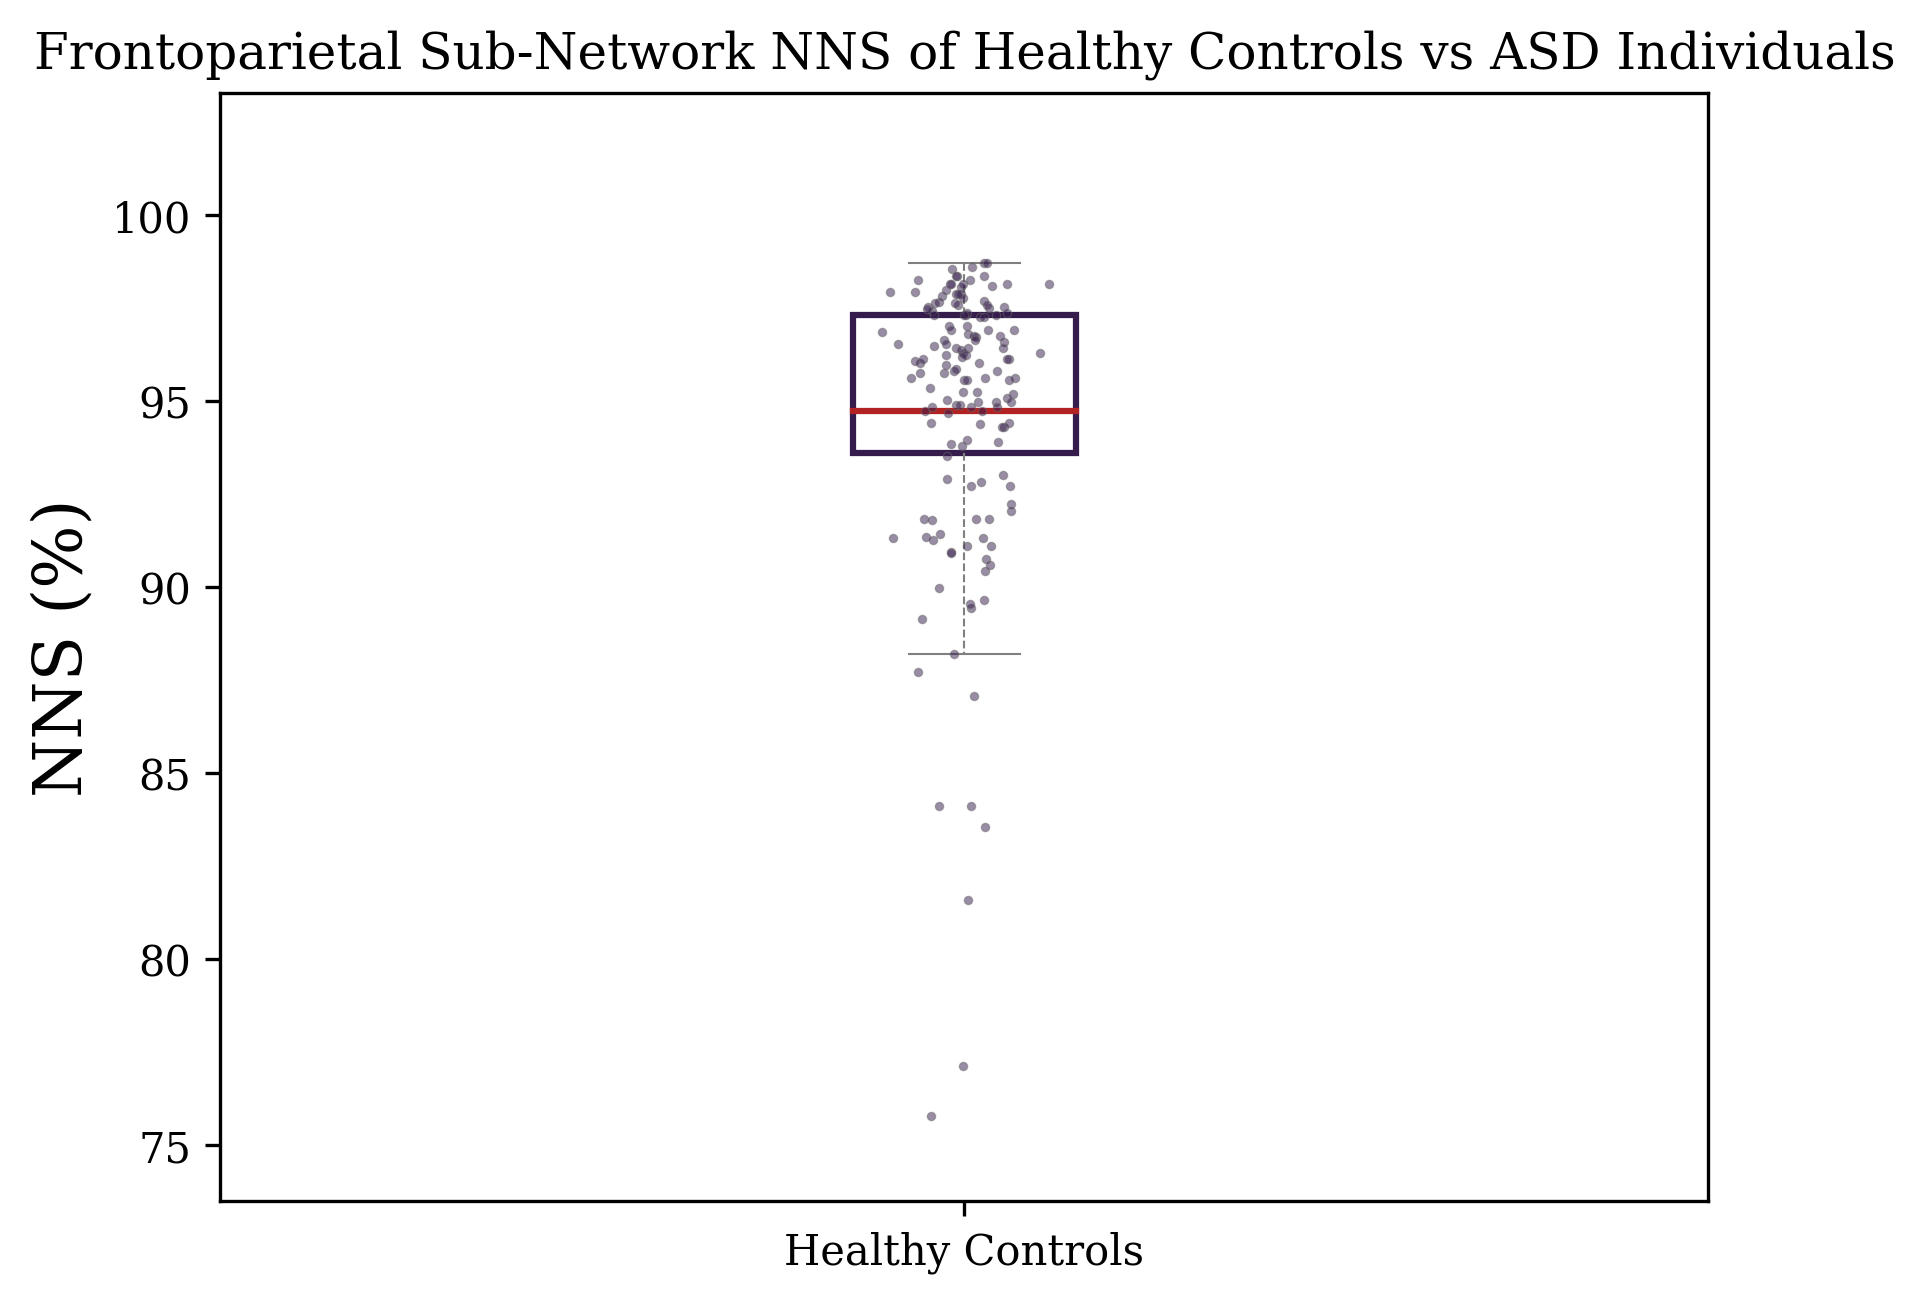 Frontoparietal Sub-Network NNS of Healthy Controls vs ASD Individuals
NNS (%)
100
95
90
85
80
75
Healthy Controls